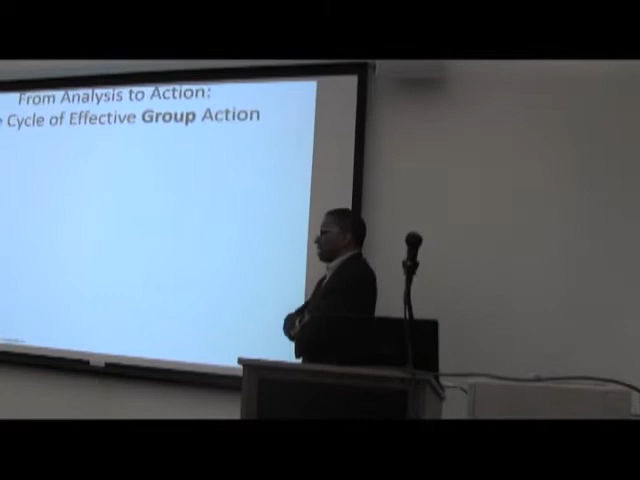 From Analysis to Action:
Cycle of Effective Group Action